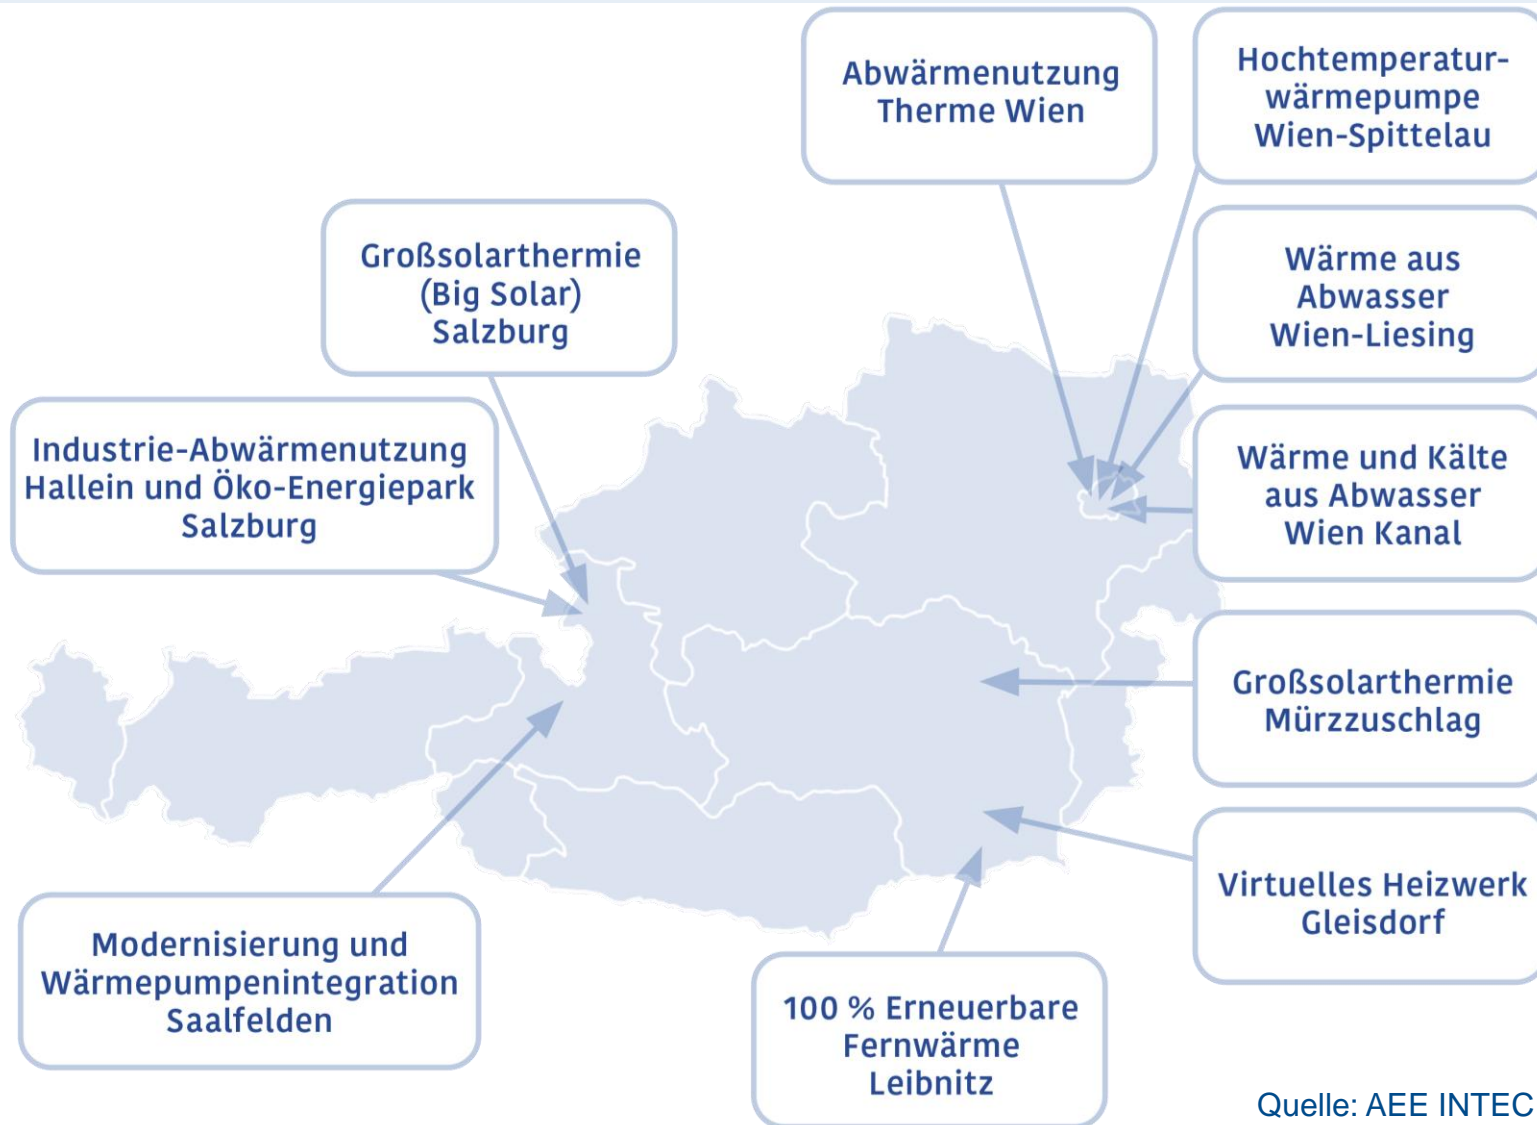 Abwärmenutzung
Therme Wien
Hochtemperatur-
wärmepumpe
Wien-Spittelau
Großsolarthermie
(Big Solar)
Salzburg
Wärme aus
Abwasser
Wien-Liesing
Industrie-Abwärmenutzung
Hallein und Öko-Energiepark
Salzburg
Wärme und Kälte
aus Abwasser
Wien Kanal
Großsolarthermie
Mürzzuschlag
Virtuelles Heizwerk
Gleisdorf
Modernisierung und
Wärmepumpenintegration
Saalfelden
100 % Erneuerbare
Fernwärme
Leibnitz
Quelle: AEE INTEC